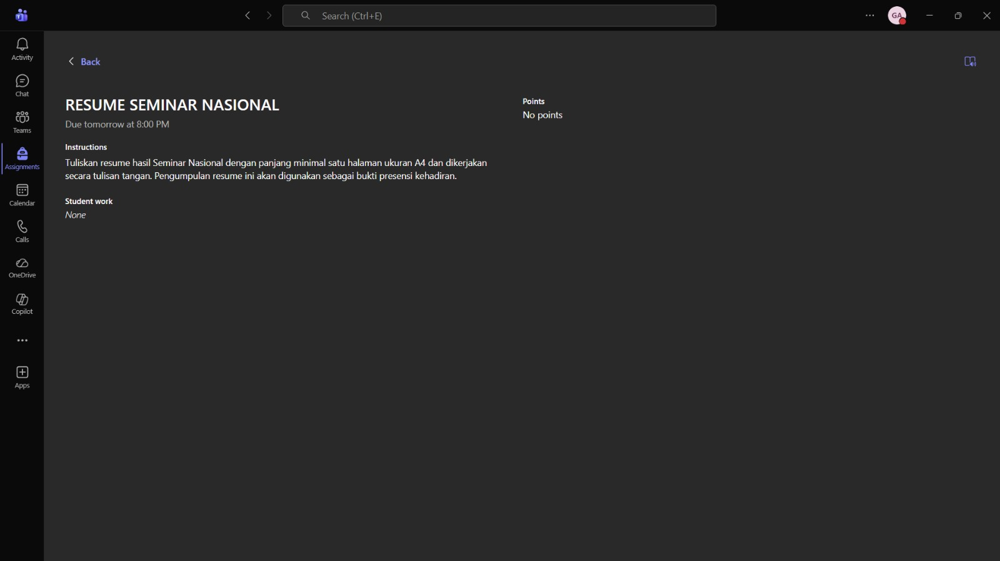 Search (Ctrl+E)
GA
Activity
Chat
Teams
Assignments
Calendar
Calls
OneDrive
Copilot
Apps
Back
RESUME SEMINAR NASIONAL
Due tomorrow at 8:00 PM
Instructions
Tuliskan resume hasil Seminar Nasional dengan panjang minimal satu halaman ukuran A4 dan dikerjakan
secara tulisan tangan. Pengumpulan resume ini akan digunakan sebagai bukti presensi kehadiran.
Student work
None
Points
No points